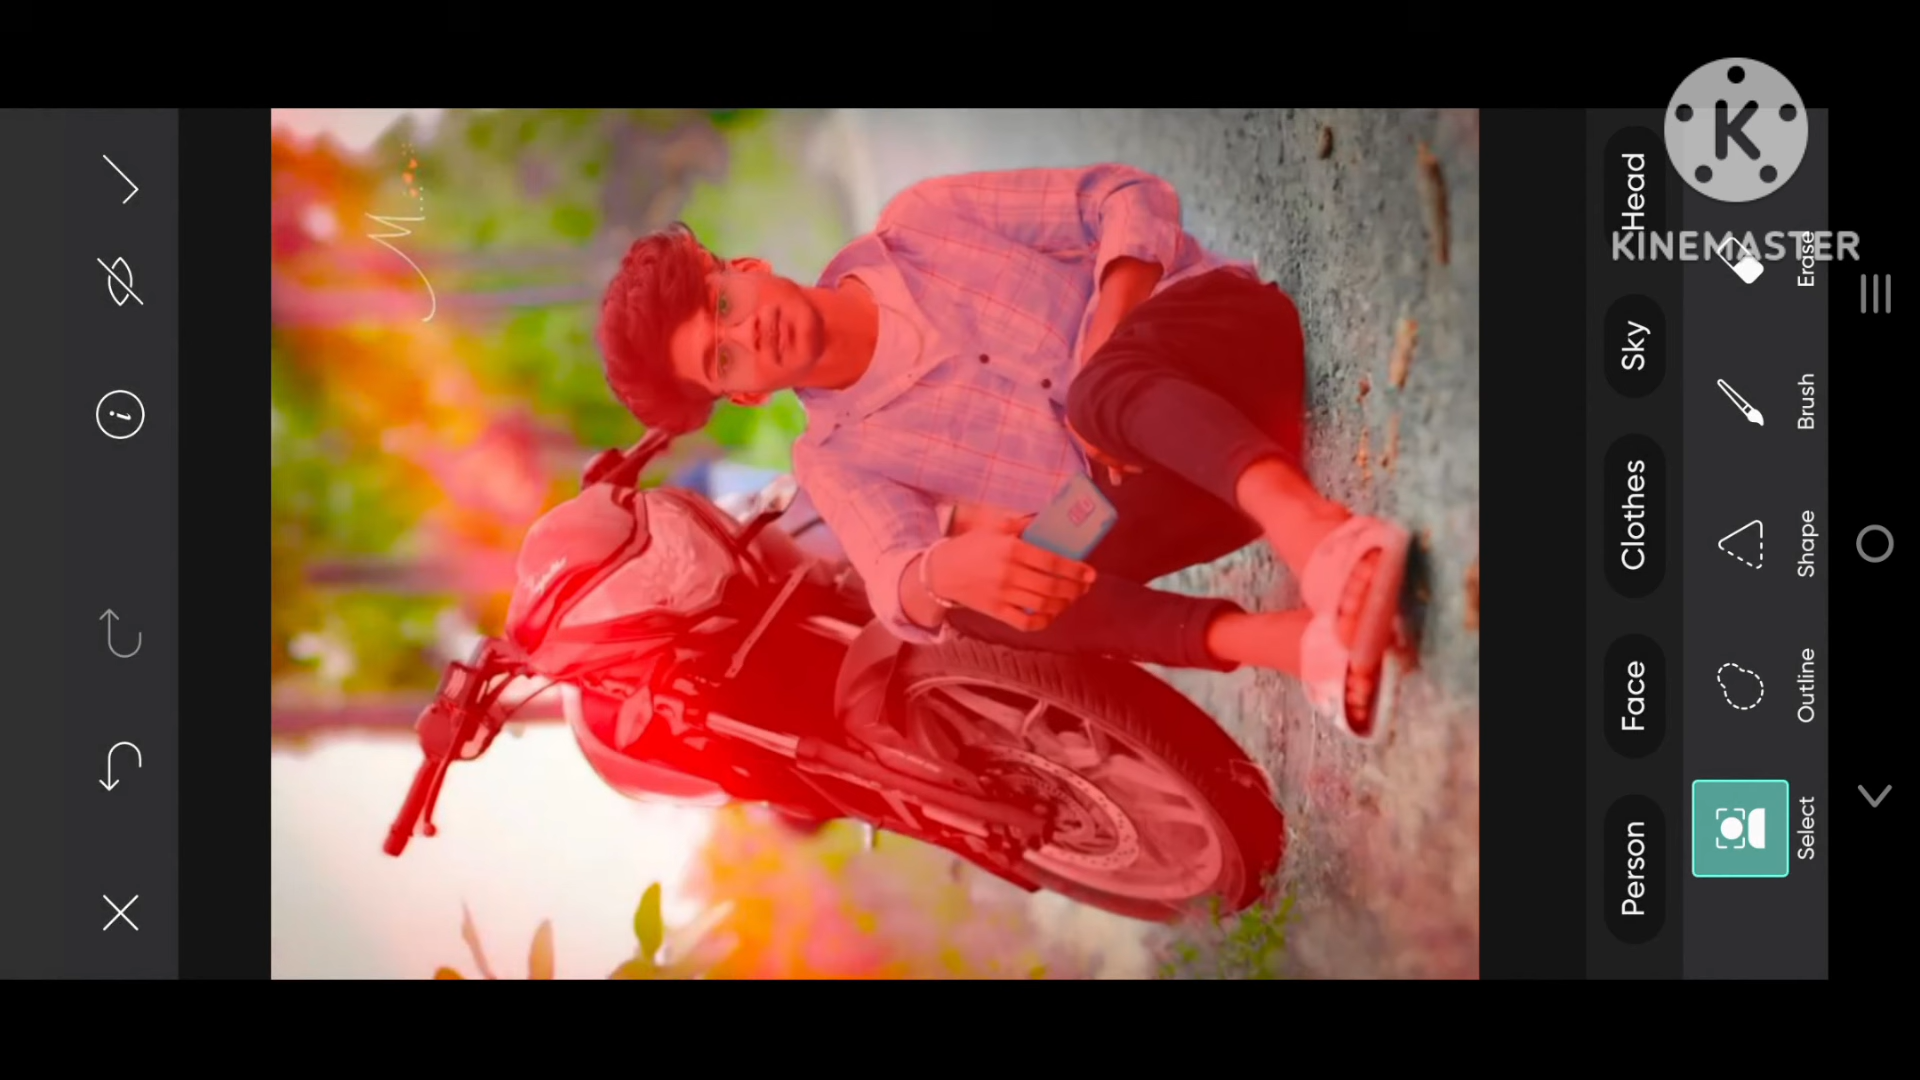 K
KINEMASTER
Person
Face
Clothes
Sky
Head
Select
Outline
Shape
Brush
Erase